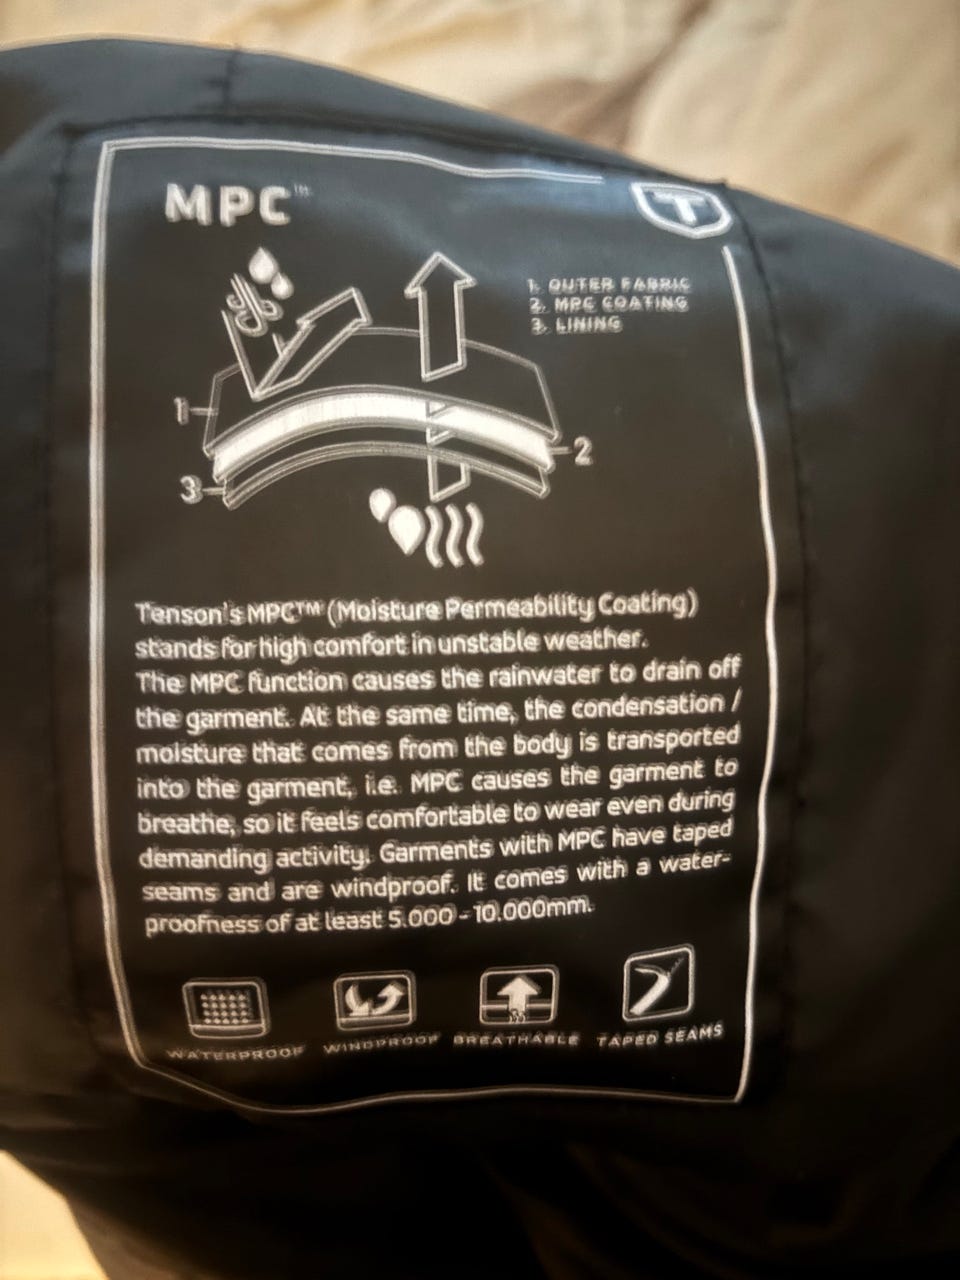 MPC™
T
1. OUTER FABRIC
2. MPC COATING
3. LINING
1
2
3
Tenson's MPC™ (Moisture Permeability Coating)
stands for high comfort in unstable weather.
The MPC function causes the rainwater to drain off
the garment. At the same time, the condensation /
moisture that comes from the body is transported
into the garment, i.e. MPC causes the garment to
breathe, so it feels comfortable to wear even during
demanding activity. Garments with MPC have taped
seams and are windproof. It comes with a water-
proofness of at least 5.000 - 10.000mm.
WATERPROOF WINDPROOF BREATHABLE TAPED SEAMS